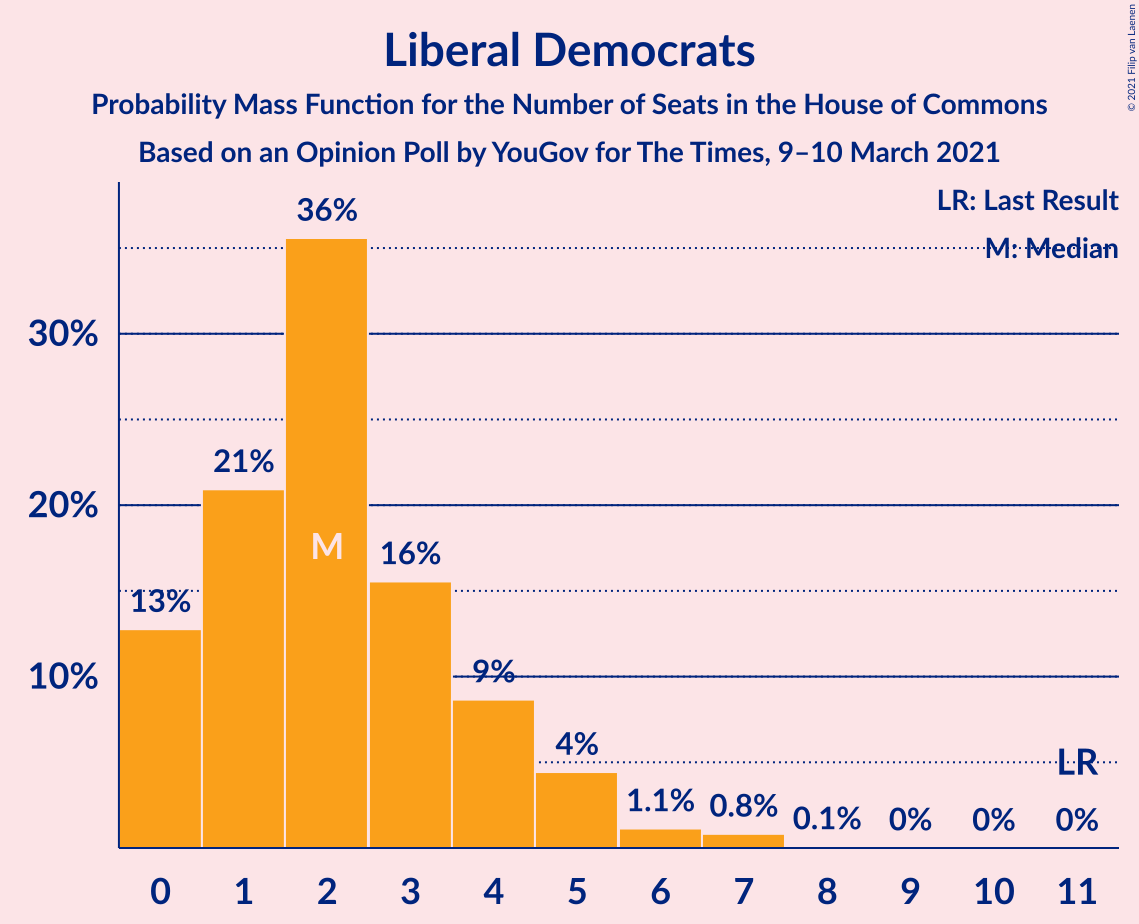 Liberal Democrats
Probability Mass Function for the Number of Seats in the House of Commons
Based on an Opinion Poll by YouGov for The Times, 9–10 March 2021
© 2021 Filip van Laenen
LR: Last Result
M: Median
30%
20%
10%
13%
21%
36%
M
16%
9%
4%
1.1%
0.8%
0.1%
0%
0%
0%
LR
0 1 2 3 4 5 6 7 8 9 10 11